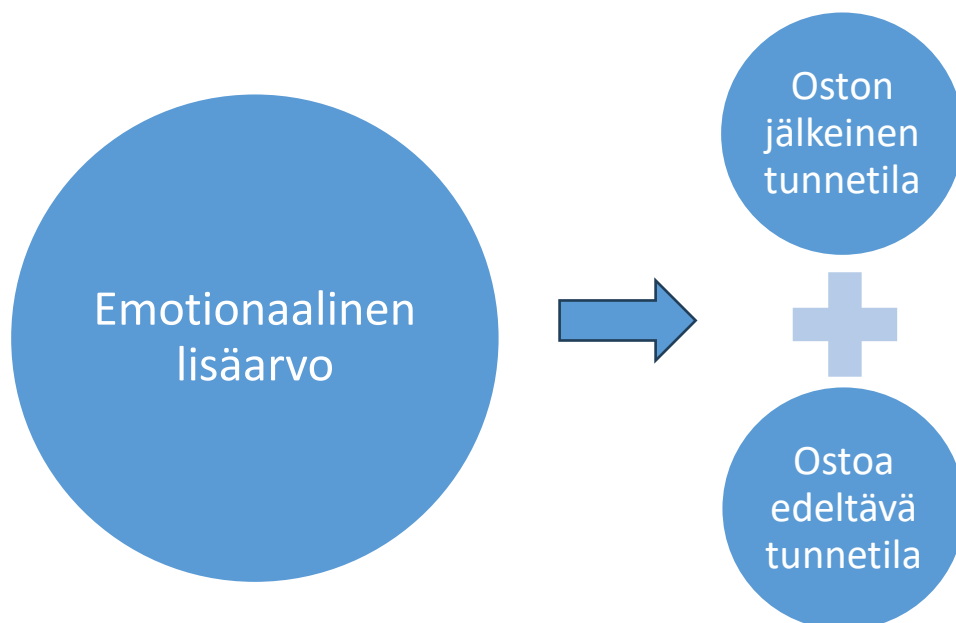 Emotionaalinen
lisäarvo
Oston
jälkeinen
tunnetila
Ostoa
edeltävä
tunnetila